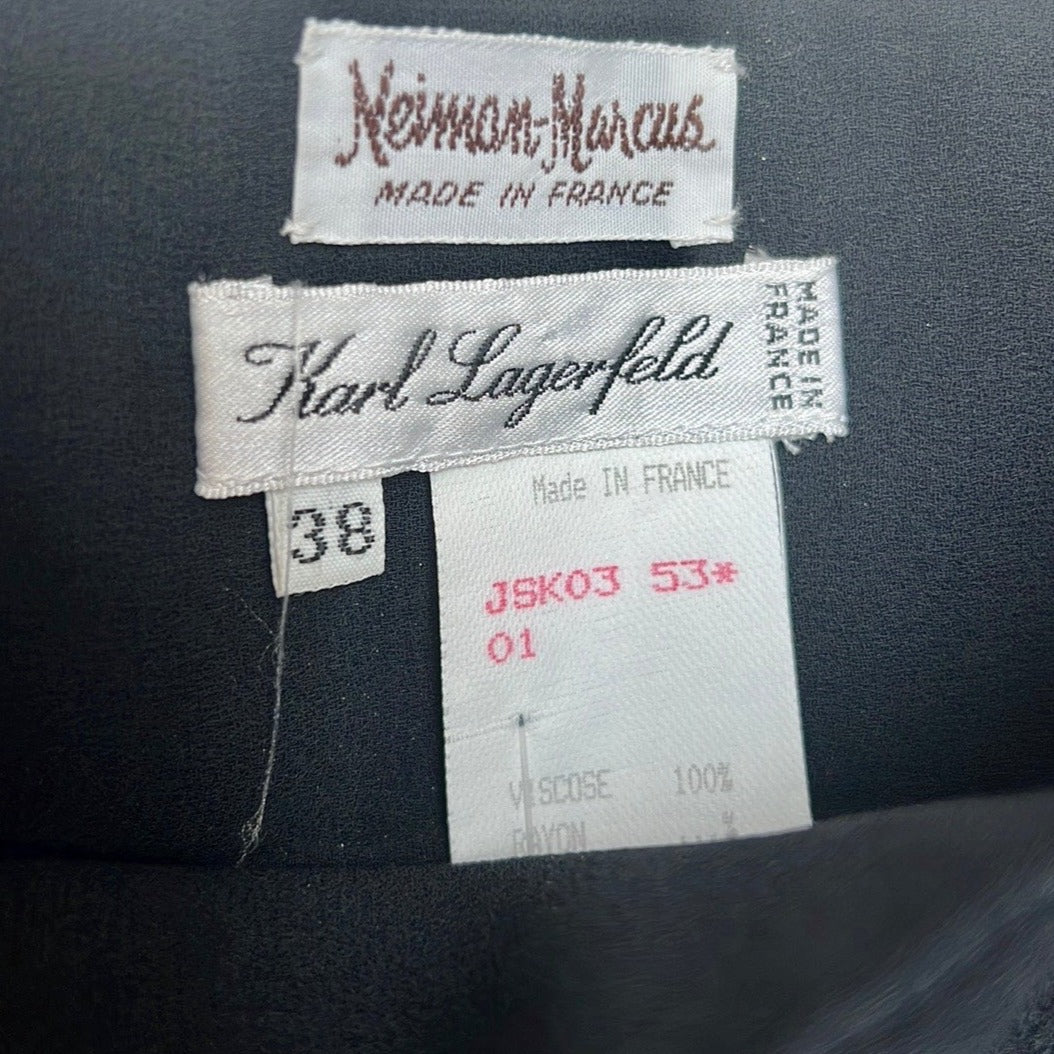 Neiman-Marcus
MADE IN FRANCE
Karl Lagerfeld
MADE IN
FRANCE
38
Made IN FRANCE
JSK03 53*
01
VISCOSE 100%
RAYON %